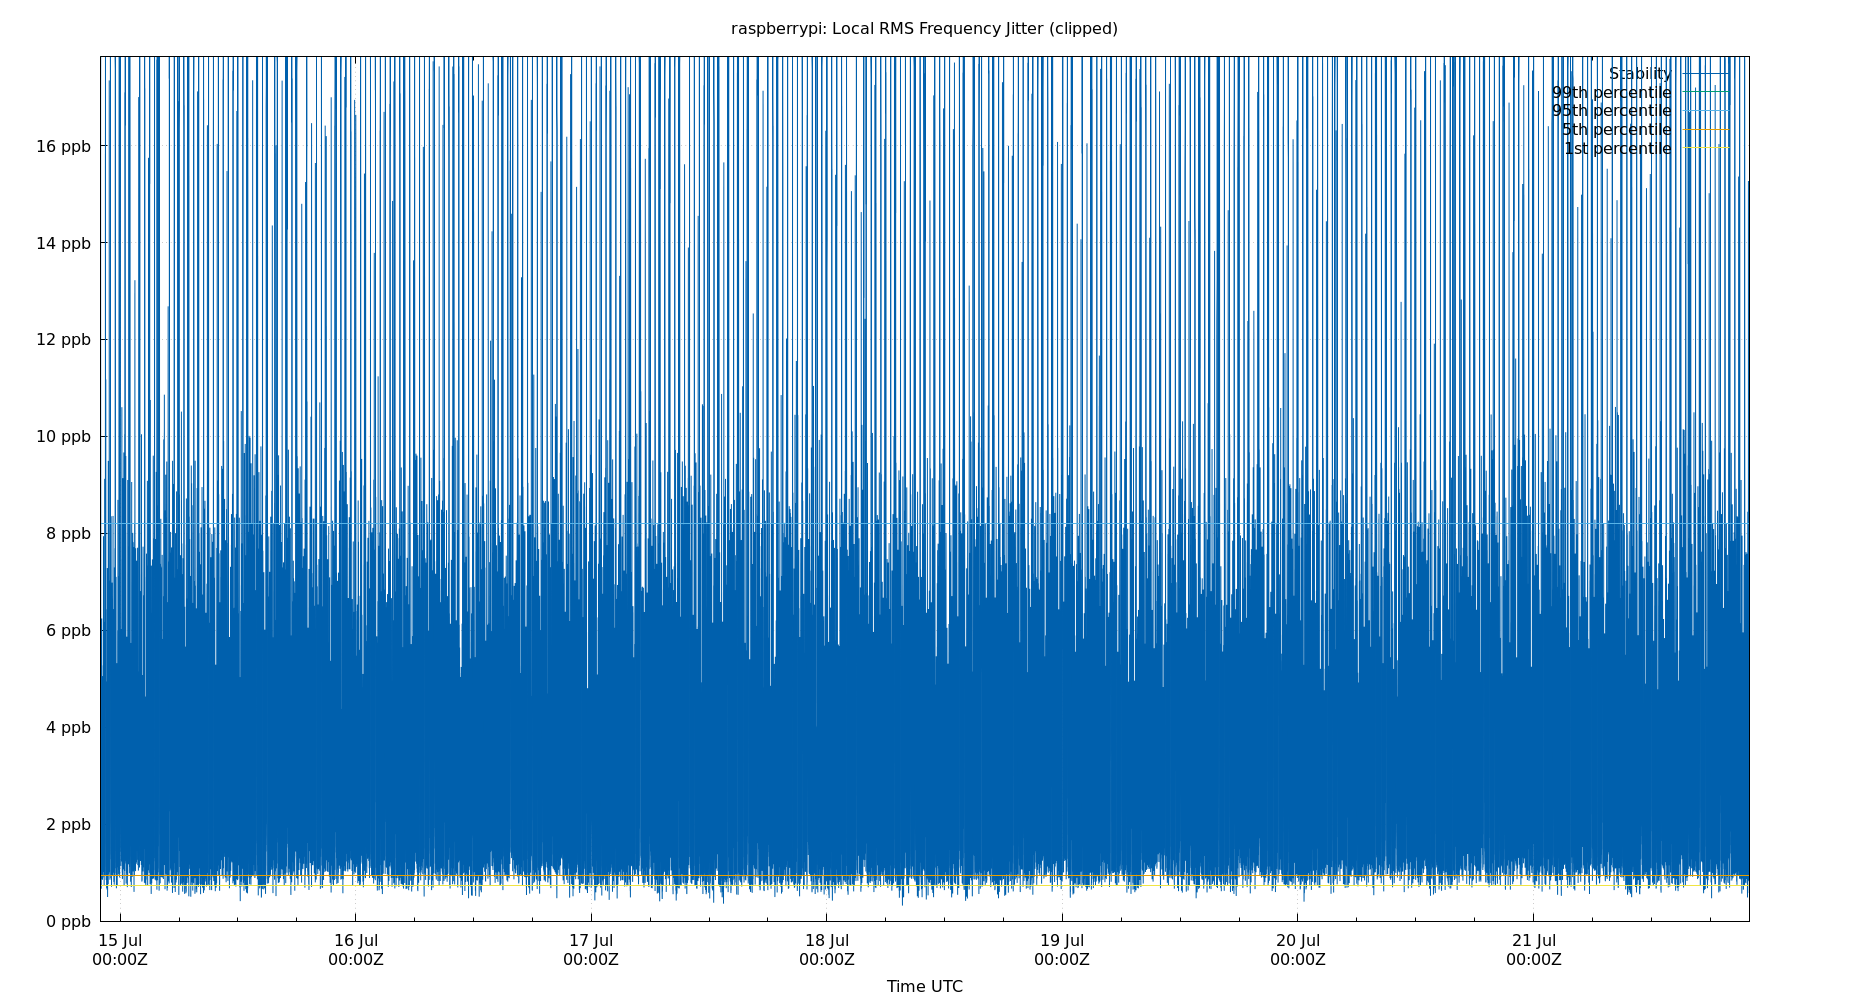 raspberrypi: Local RMS Frequency Jitter (clipped)
Stability
99th percentile
95th percentile
5th percentile
1st percentile
16 ppb
14 ppb
12 ppb
10 ppb
8 ppb
6 ppb
4 ppb
2 ppb
0 ppb
15 Jul 16 Jul 17 Jul 18 Jul 19 Jul 20 Jul 21 Jul
00:00Z 00:00Z 00:00Z 00:00Z 00:00Z 00:00Z 00:00Z
Time UTC